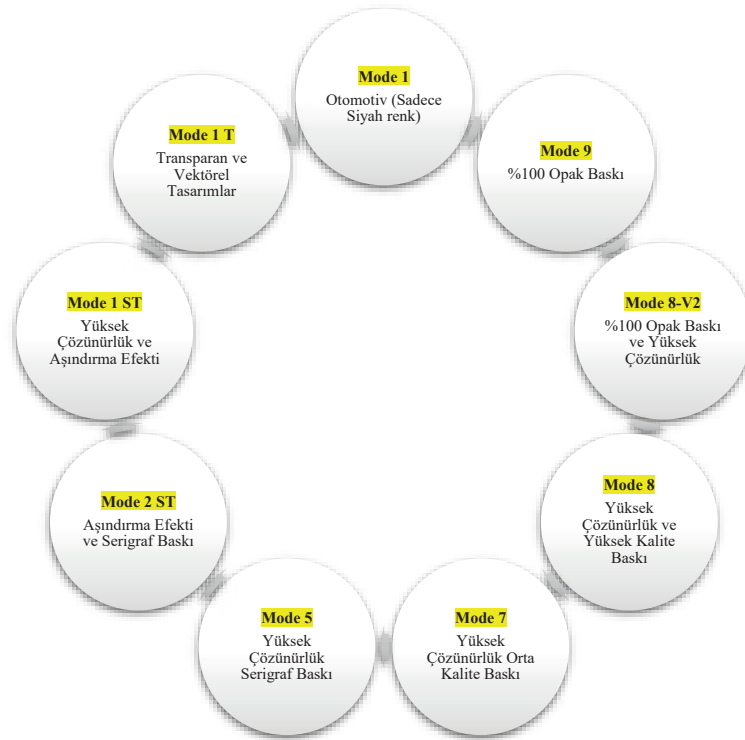 Mode 1
Otomotiv (Sadece
Siyah renk)
Mode 9
%100 Opak Baskı
Mode 8-V2
%100 Opak Baskı
ve Yüksek
Çözünürlük
Mode 8
Yüksek
Çözünürlük ve
Yüksek Kalite
Baskı
Mode 7
Yüksek
Çözünürlük Orta
Kalite Baskı
Mode 5
Yüksek
Çözünürlük
Serigraf Baskı
Mode 2 ST
Aşındırma Efekti
ve Serigraf Baskı
Mode 1 ST
Yüksek
Çözünürlük ve
Aşındırma Efekti
Mode 1 T
Transparan ve
Vektörel
Tasarımlar